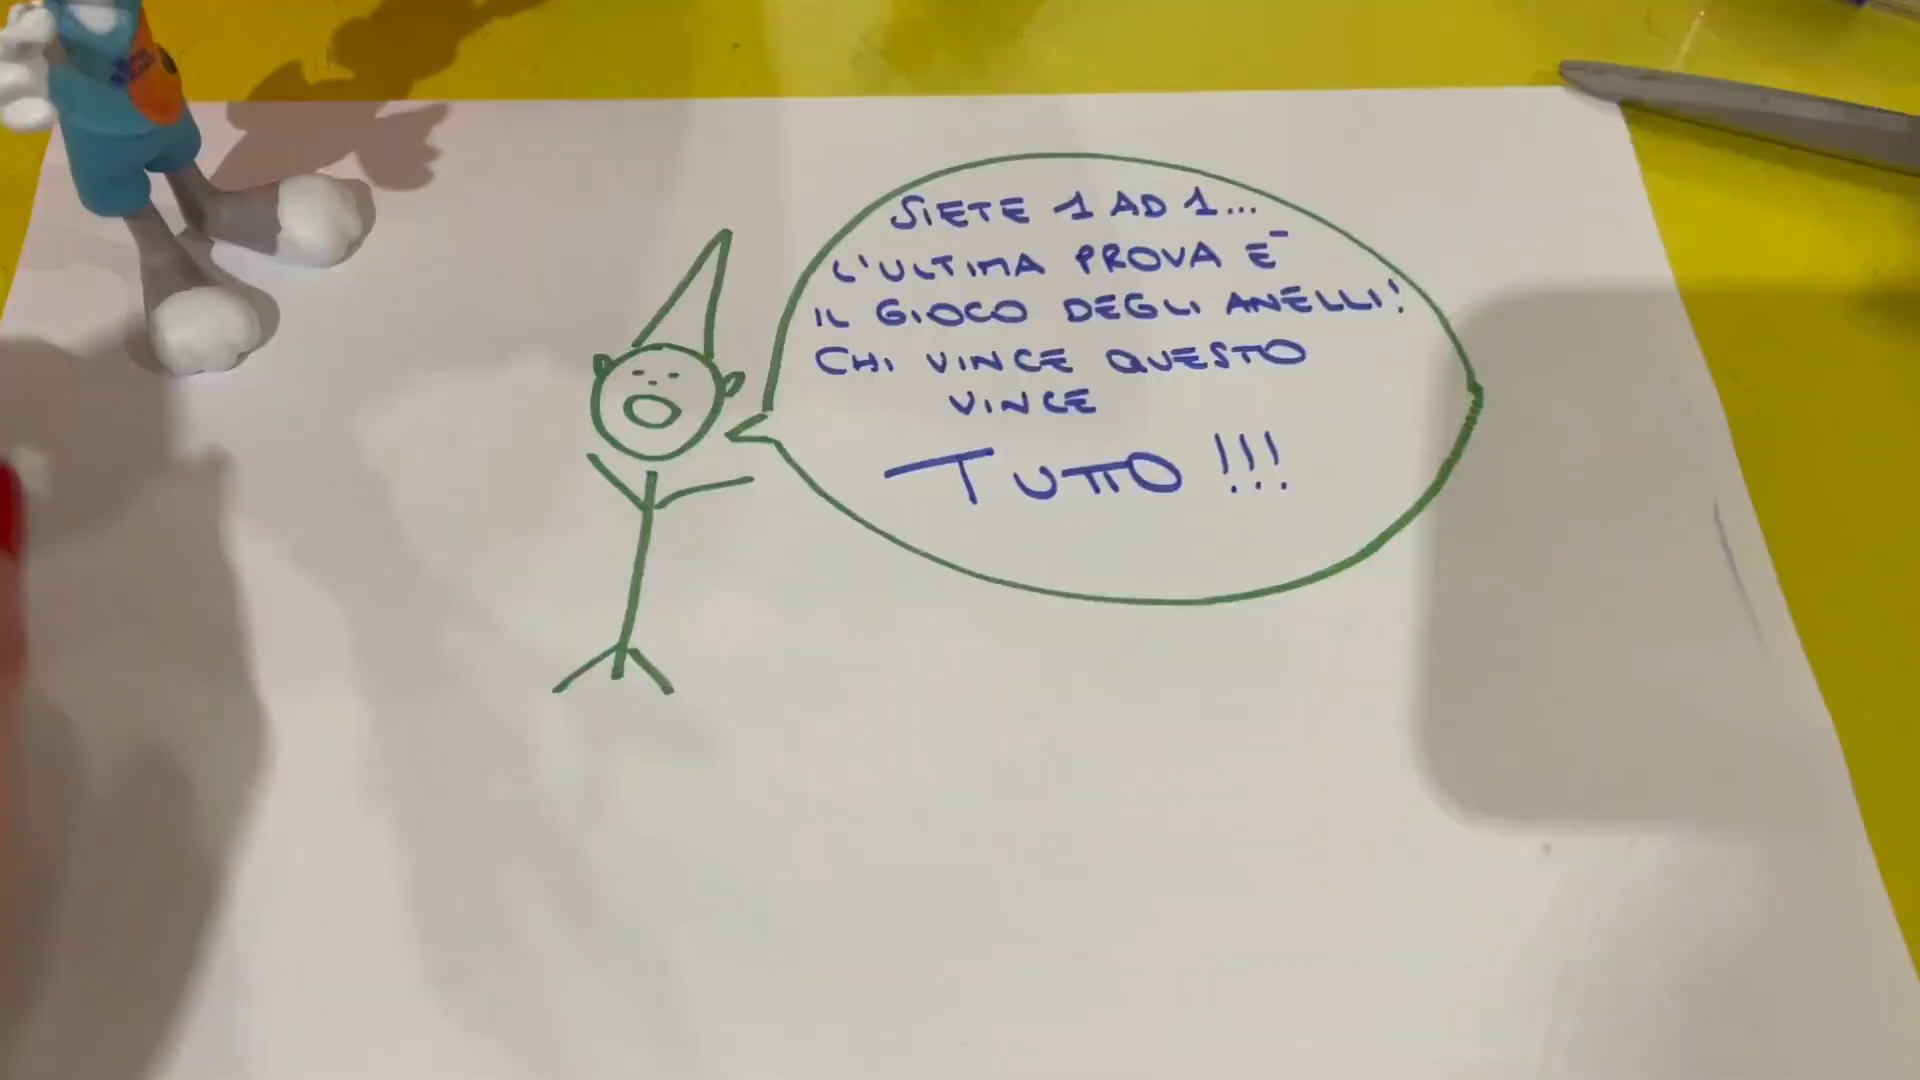 SIETE 1 AD 1...
L'ULTIMA PROVA È
IL GIOCO DEGLI ANELLI!
CHI VINCE QUESTO
VINCE
TUTTO!!!